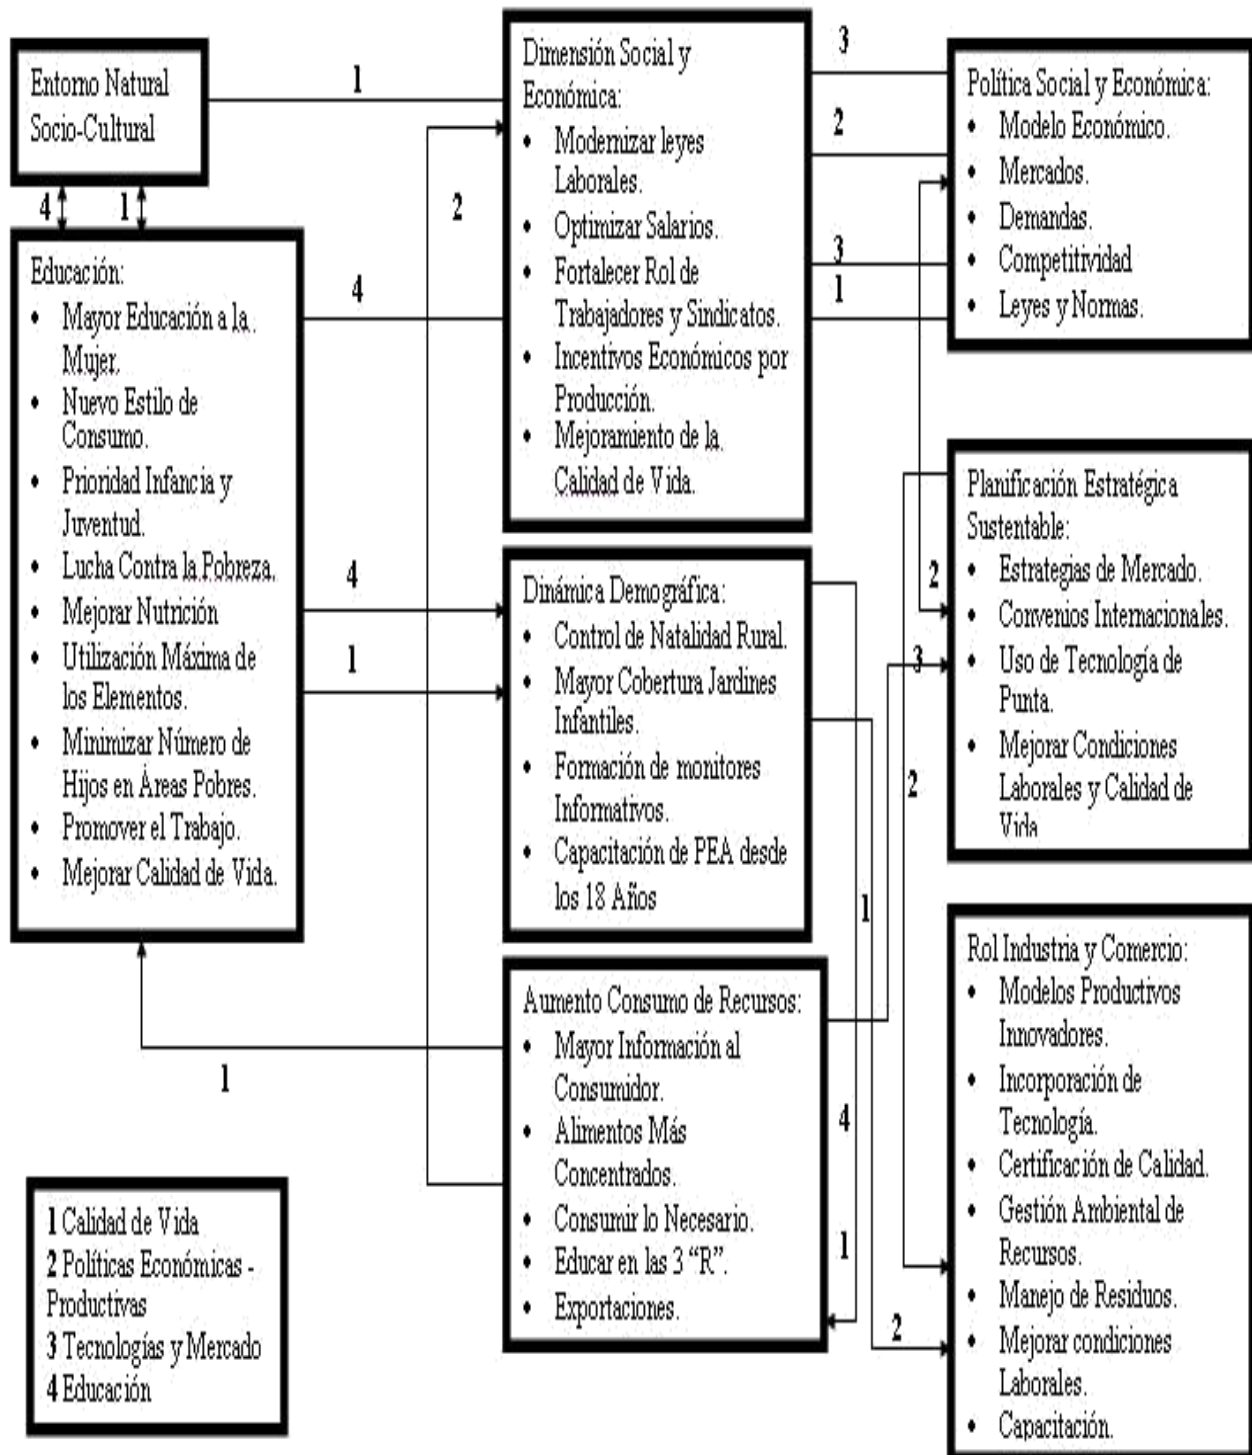 Entorno Natural
Socio-Cultural
1
4
1
Educación:
• Mayor Educación a la
Mujer.
• Nuevo Estilo de
Consumo.
• Prioridad Infancia y
Juventud.
• Lucha Contra la Pobreza.
• Mejorar Nutrición
• Utilización Máxima de
los Elementos.
• Minimizar Número de
Hijos en Áreas Pobres.
• Promover el Trabajo.
• Mejorar Calidad de Vida.
4
2
4
1
1
Dimensión Social y
Económica:
• Modernizar leyes
Laborales.
• Optimizar Salarios.
• Fortalecer Rol de
Trabajadores y Sindicatos.
• Incentivos Económicos por
Producción.
• Mejoramiento de la
Calidad de Vida.
Dinámica Demográfica:
• Control de Natalidad Rural.
• Mayor Cobertura Jardines
Infantiles.
• Formación de monitores
Informativos.
• Capacitación de PEA desde
los 18 Años
Aumento Consumo de Recursos:
• Mayor Información al
Consumidor.
• Alimentos Más
Concentrados.
• Consumir lo Necesario.
• Educar en las 3 “R”.
• Exportaciones.
3
2
3
1
2
3
2
1
4
1
2
Política Social y Económica:
• Modelo Económico.
• Mercados.
• Demandas.
• Competitividad
• Leyes y Normas.
Planificación Estratégica
Sustentable:
• Estrategias de Mercado.
• Convenios Internacionales.
• Uso de Tecnología de
Punta.
• Mejorar Condiciones
Laborales y Calidad de
Vida
Rol Industria y Comercio:
• Modelos Productivos
Innovadores.
• Incorporación de
Tecnología.
• Certificación de Calidad.
• Gestión Ambiental de
Recursos.
• Manejo de Residuos.
• Mejorar condiciones
Laborales.
• Capacitación.
1 Calidad de Vida
2 Políticas Económicas -
Productivas
3 Tecnologías y Mercado
4 Educación